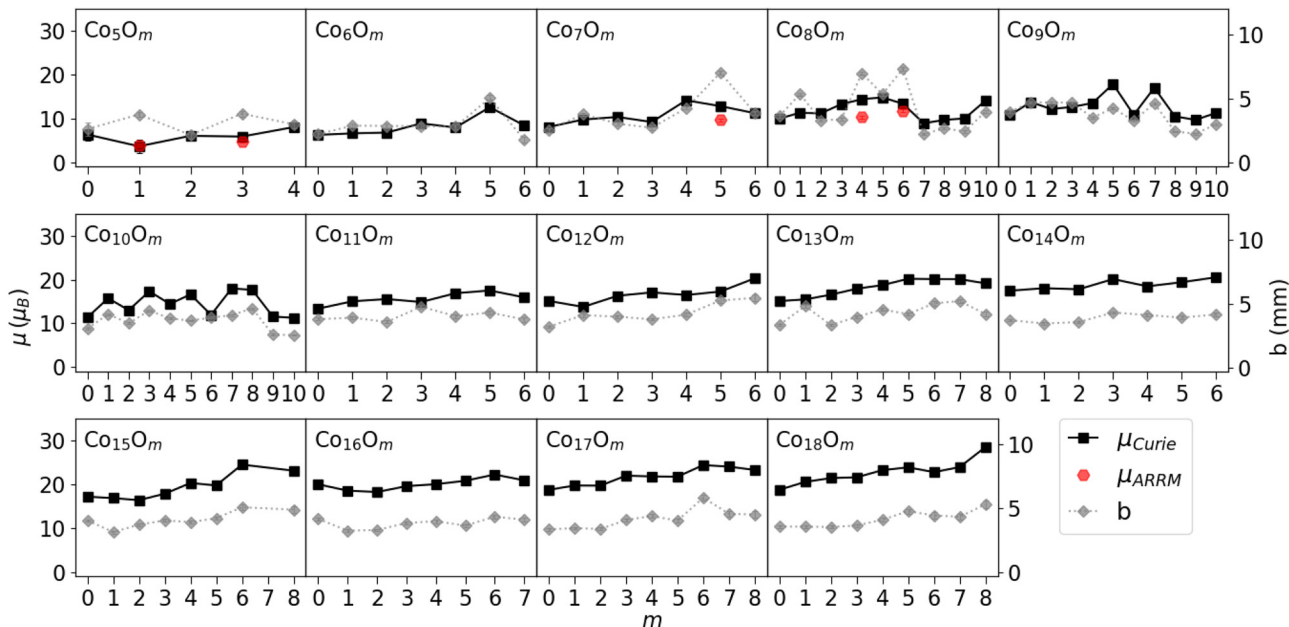 Co₅Oₘ Co₆Oₘ Co₇Oₘ Co₈Oₘ Co₉Oₘ
30 10
20
5
10
0 0
0 1 2 3 4 0 1 2 3 4 5 6 0 1 2 3 4 5 6 0 1 2 3 4 5 6 7 8 9 10 0 1 2 3 4 5 6 7 8 9 10
Co₁₀Oₘ Co₁₁Oₘ Co₁₂Oₘ Co₁₃Oₘ Co₁₄Oₘ
30 10
20
5
10
0 0
μ (μ_B)
b (mm)
0 1 2 3 4 5 6 7 8 9 10 0 1 2 3 4 5 6 7 0 1 2 3 4 5 6 0 1 2 3 4 5 6 7 8 0 1 2 3 4 5 6
Co₁₅Oₘ Co₁₆Oₘ Co₁₇Oₘ Co₁₈Oₘ
30 10
20
5
10
0 0
0 1 2 3 4 5 6 7 8 0 1 2 3 4 5 6 7 8 0 1 2 3 4 5 6 7 8 0 1 2 3 4 5 6 7 8
m
μ_Curie
μ_ARRM
b